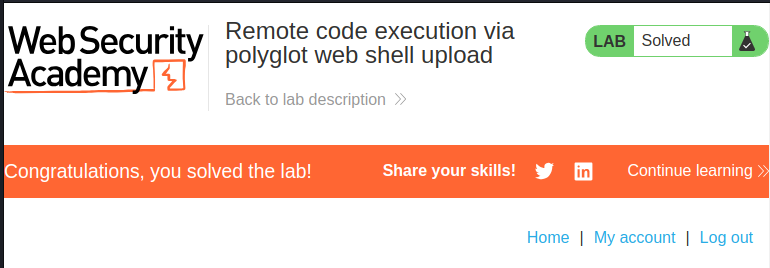 Web Security
Academy
Remote code execution via
polyglot web shell upload
Back to lab description
LAB Solved
Congratulations, you solved the lab!
Share your skills!
Continue learning
Home | My account | Log out